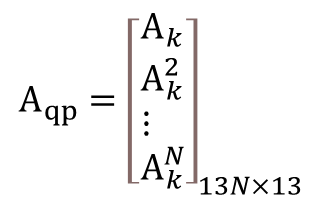 A_k
A_k^2
A_qp = ⋮
A_k^N
13N×13